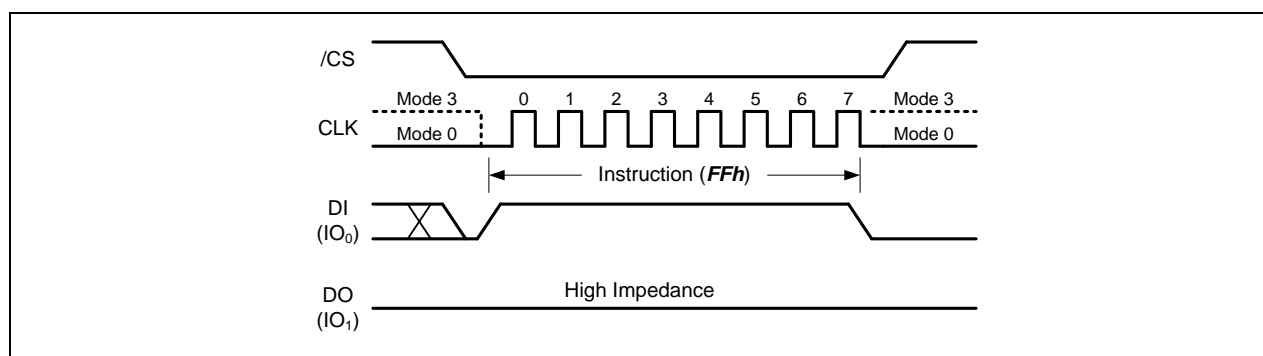 /CS
Mode 3 0 1 2 3 4 5 6 7 Mode 3
CLK
Mode 0 Mode 0
Instruction (FFh)
DI
(IO₀)
High Impedance
DO
(IO₁)